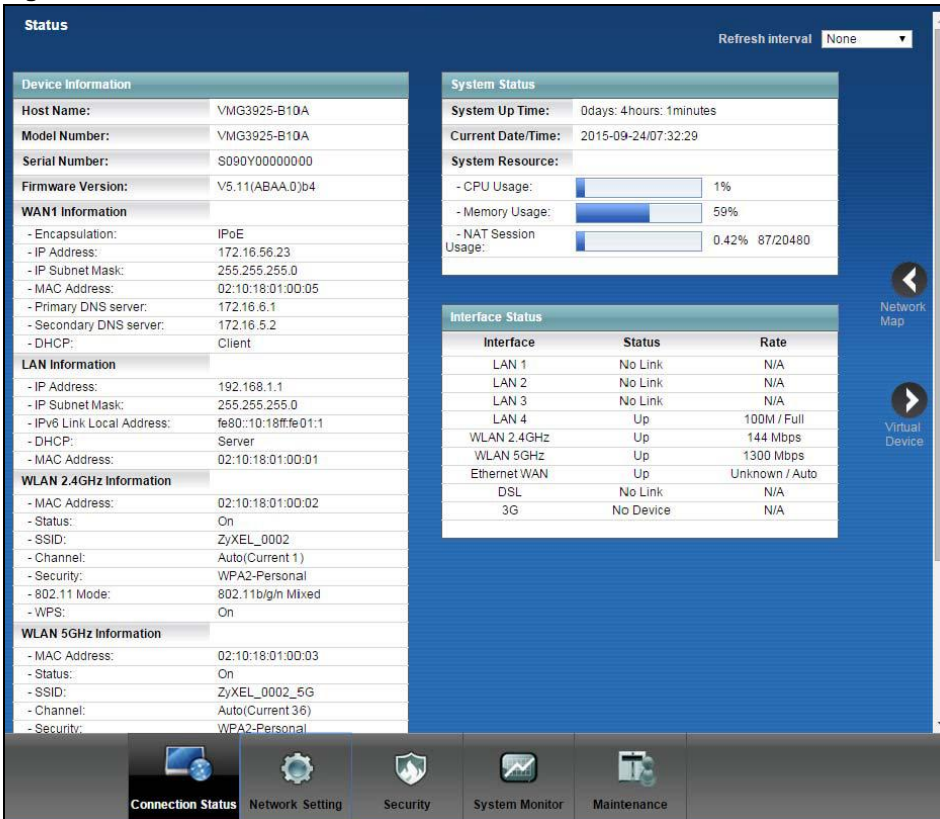 Status
Refresh interval None
Device Information
Host Name: VMG3925-B10A
Model Number: VMG3925-B10A
Serial Number: S090Y00000000
Firmware Version: V5.11(ABAA.0)b4
WAN1 Information
- Encapsulation: IPoE
- IP Address: 172.16.56.23
- IP Subnet Mask: 255.255.255.0
- MAC Address: 02:10:18:01:00:05
- Primary DNS server: 172.16.6.1
- Secondary DNS server: 172.16.5.2
- DHCP: Client
LAN Information
- IP Address: 192.168.1.1
- IP Subnet Mask: 255.255.255.0
- IPv6 Link Local Address: fe80::10:18ff:fe01:1
- DHCP: Server
- MAC Address: 02:10:18:01:00:01
WLAN 2.4GHz Information
- MAC Address: 02:10:18:01:00:02
- Status: On
- SSID: ZyXEL_0002
- Channel: Auto(Current 1)
- Security: WPA2-Personal
- 802.11 Mode: 802.11b/g/n Mixed
- WPS: On
WLAN 5GHz Information
- MAC Address: 02:10:18:01:00:03
- Status: On
- SSID: ZyXEL_0002_5G
- Channel: Auto(Current 36)
- Security: WPA2-Personal
System Status
System Up Time: 0days: 4hours: 1minutes
Current Date/Time: 2015-09-24/07:32:29
System Resource:
- CPU Usage: 1%
- Memory Usage: 59%
- NAT Session
Usage: 0.42% 87/20480
Interface Status
Interface Status Rate
LAN 1 No Link N/A
LAN 2 No Link N/A
LAN 3 No Link N/A
LAN 4 Up 100M / Full
WLAN 2.4GHz Up 144 Mbps
WLAN 5GHz Up 1300 Mbps
Ethernet WAN Up Unknown / Auto
DSL No Link N/A
3G No Device N/A
Network
Map
Virtual
Device
Connection Status Network Setting Security System Monitor Maintenance